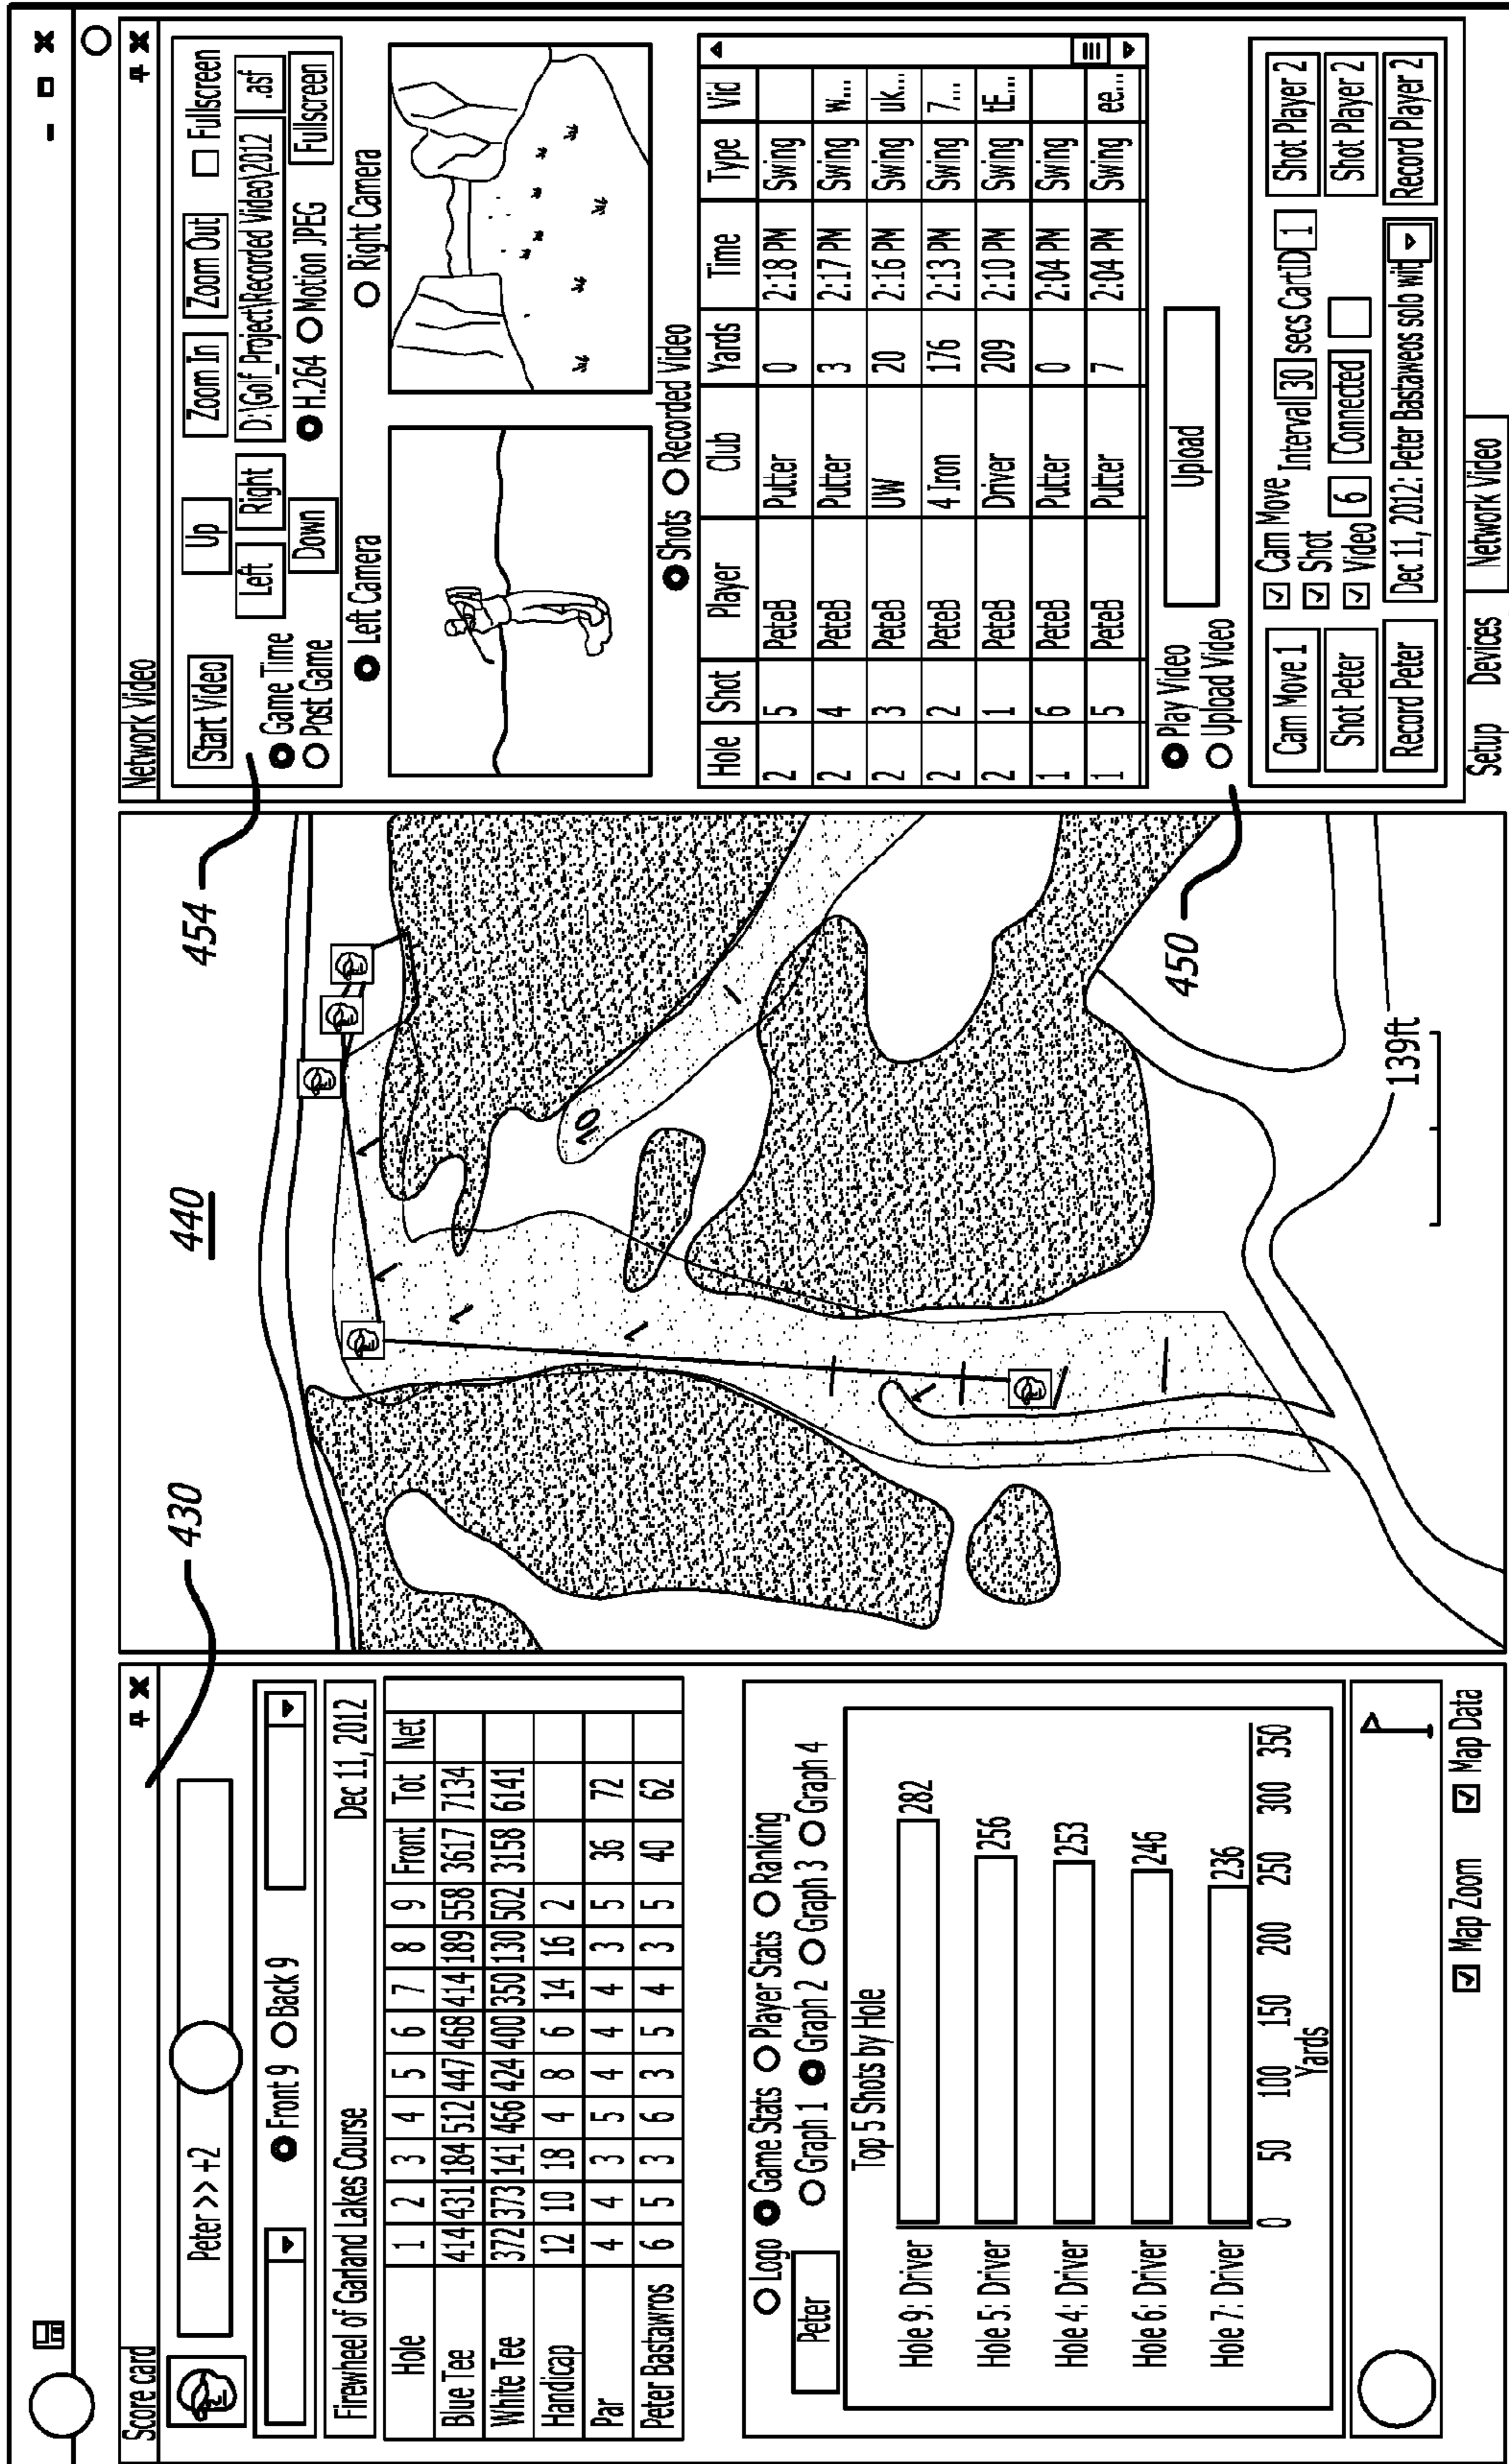 Score card
Peter >> +2
Front 9 Back 9
Firewheel of Garland Lakes Course Dec 11, 2012
Hole 1 2 3 4 5 6 7 8 9 Front Tot Net
Blue Tee 414 431 184 512 447 468 414 189 558 3617 7134
White Tee 372 373 141 466 424 400 350 130 502 3158 6141
Handicap 12 10 18 4 8 6 14 16 2
Par 4 4 3 5 4 4 4 3 5 36 72
Peter Bastawros 6 5 3 6 3 5 4 3 5 40 62
Logo Game Stats Player Stats Ranking
Peter Graph 1 Graph 2 Graph 3 Graph 4
Top 5 Shots by Hole
Hole 9: Driver 282
Hole 5: Driver 256
Hole 4: Driver 253
Hole 6: Driver 246
Hole 7: Driver 236
0 50 100 150 200 250 300 350
Yards
Map Zoom Map Data
430
440
454
10
450
139ft
Network Video
Start Video Up Zoom In Zoom Out Fullscreen
Game Time Left Right D:\Golf_Project\Recorded Video\2012 .asf
Post Game Down H.264 Motion JPEG Fullscreen
Left Camera Right Camera
Shots Recorded Video
Hole Shot Player Club Yards Time Type Vid
2 5 PeteB Putter 0 2:18 PM Swing
2 4 PeteB Putter 3 2:17 PM Swing w...
2 3 PeteB UW 20 2:16 PM Swing uK...
2 2 PeteB 4 Iron 176 2:13 PM Swing 7...
2 1 PeteB Driver 209 2:10 PM Swing tE...
1 6 PeteB Putter 0 2:04 PM Swing
1 5 PeteB Putter 7 2:04 PM Swing ee...
Play Video
Upload Video Upload
Cam Move 1 Cam Move Interval 30 secs CartID 1 Shot Player 2
Shot Peter Shot Shot Player 2
Video 6 Connected
Record Peter Dec 11, 2012: Peter Bastaweos solo wit Record Player 2
Setup Devices Network Video